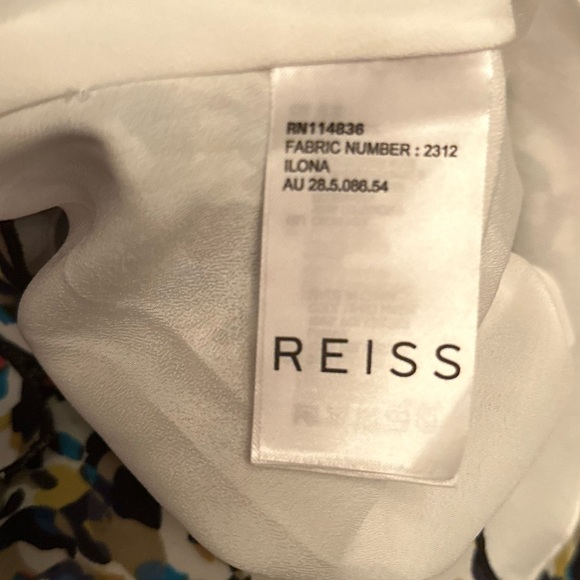 RN114836
FABRIC NUMBER : 2312
ILONA
AU 28.5.086.54
REISS